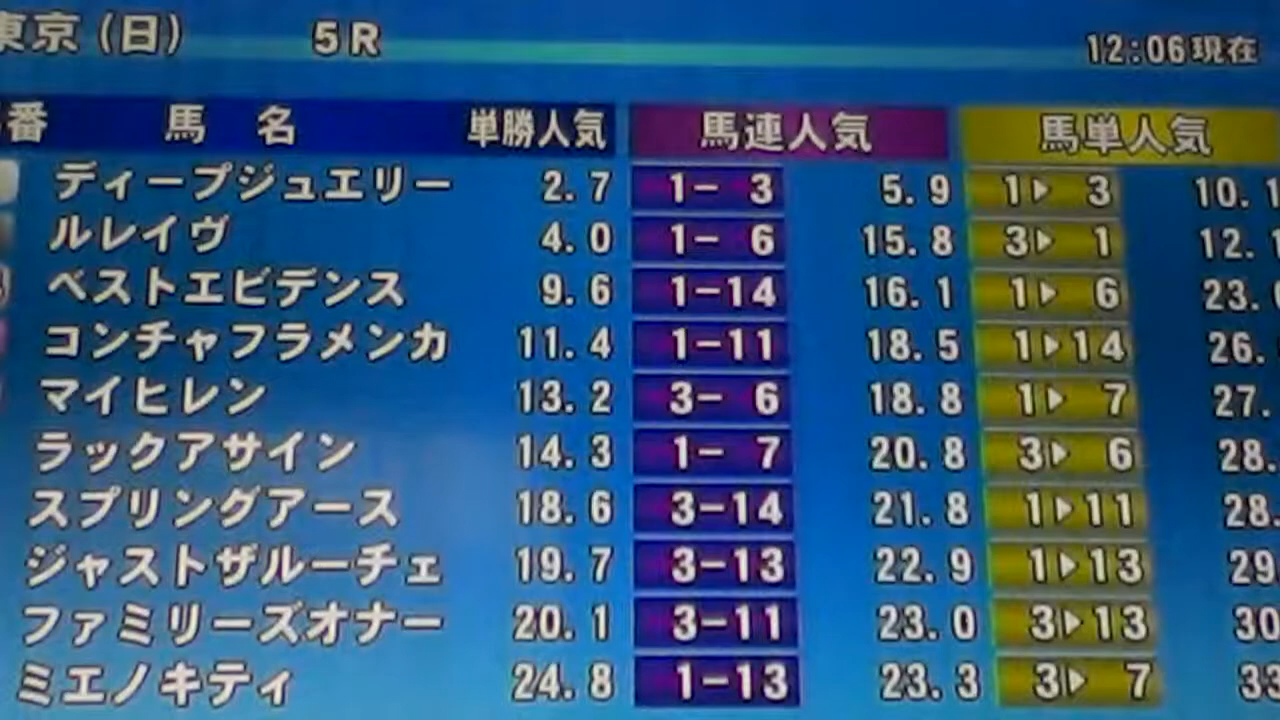 東京(日) 5R 12:06現在
番 馬名 単勝人気 馬連人気 馬単人気
ディープジュエリー 2.7 1-3 5.9 1▶3 10.1
ルレイヴ 4.0 1-6 15.8 3▶1 12.1
ベストエビデンス 9.6 1-14 16.1 1▶6 23.
コンチャフラメンカ 11.4 1-11 18.5 1▶14 26.
マイヒレン 13.2 3-6 18.8 1▶7 27.
ラックアサイン 14.3 1-7 20.8 3▶6 28.
スプリングアース 18.6 3-14 21.8 1▶11 28.
ジャストザルーチェ 19.7 3-13 22.9 1▶13 29
ファミリーズオナー 20.1 3-11 23.0 3▶13 30
ミエノキティ 24.8 1-13 23.3 3▶7 33